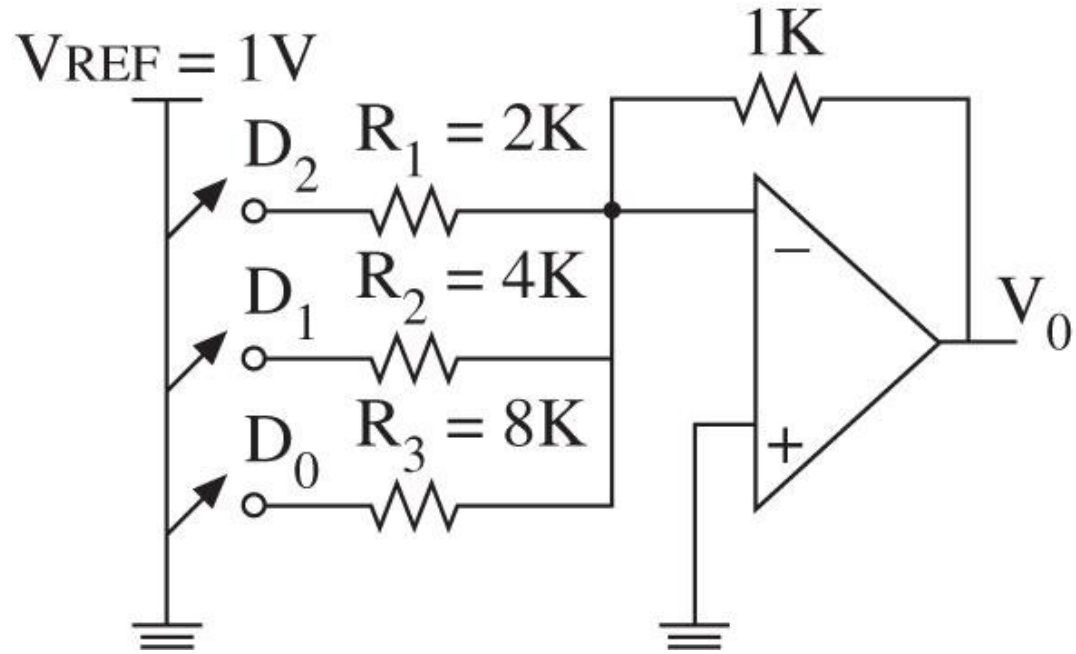 VREF = 1V
1K
D2
R1 = 2K
D1
R2 = 4K
D0
R3 = 8K
−
+
V0